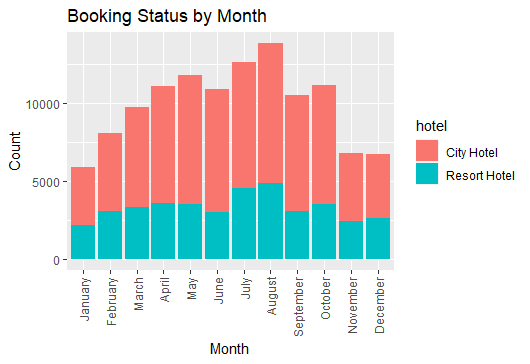 Booking Status by Month
Count
10000
5000
0
January
February
March
April
May
June
July
August
September
October
November
December
Month
hotel
City Hotel
Resort Hotel